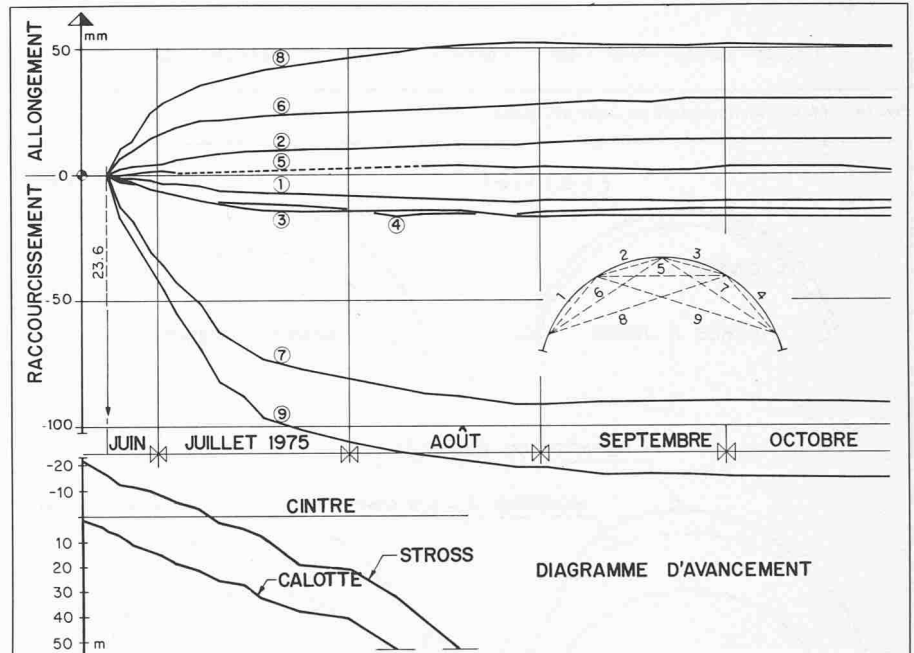 ALLONGEMENT
RACCOURCISSEMENT
mm
50
0
-50
-100
23.6
8
6
2
5
1
3
4
7
9
1 2 3 4
5
6 7
8 9
JUIN JUILLET 1975 AOÛT SEPTEMBRE OCTOBRE
-20
-10
10
20
30
40
50 m
CINTRE
STROSS
CALOTTE
DIAGRAMME D'AVANCEMENT